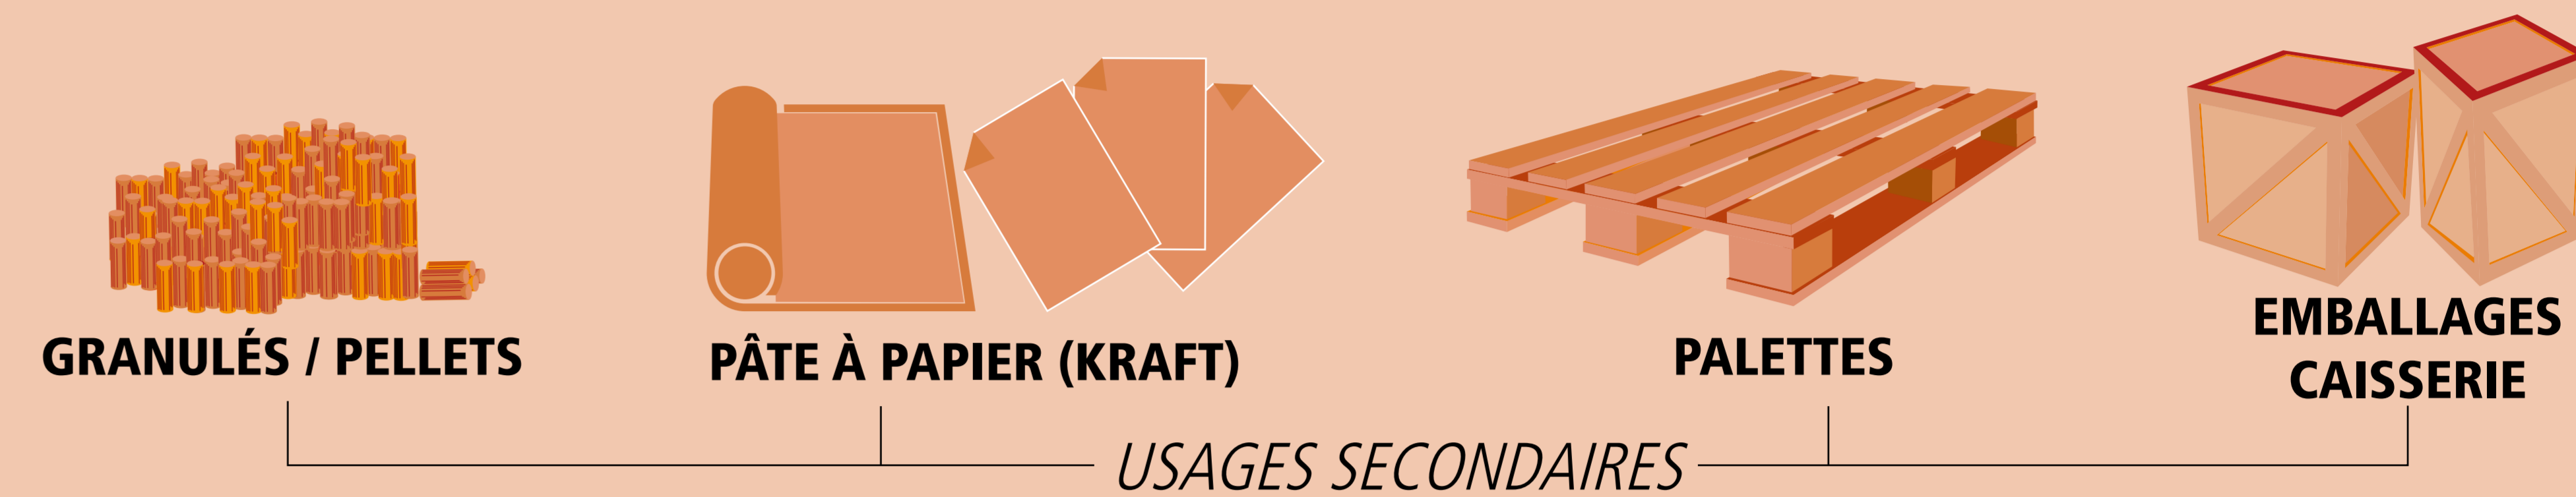 GRANULÉS / PELLETS
PÂTE À PAPIER (KRAFT)
PALETTES
EMBALLAGES
CAISSERIE
USAGES SECONDAIRES